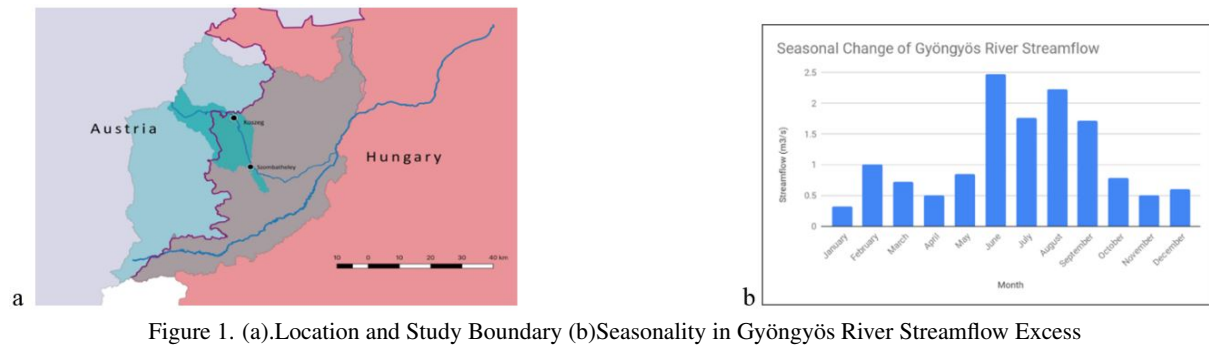 Austria
Hungary
Koszeg
Szombatheley
10 0 10 20 30 40 km
a
Seasonal Change of Gyöngyös River Streamflow
Streamflow (m3/s)
2.5
2
1.5
1
0.5
0
January
February
March
April
May
June
July
August
September
October
November
December
Month
b
Figure 1. (a).Location and Study Boundary (b)Seasonality in Gyöngyös River Streamflow Excess